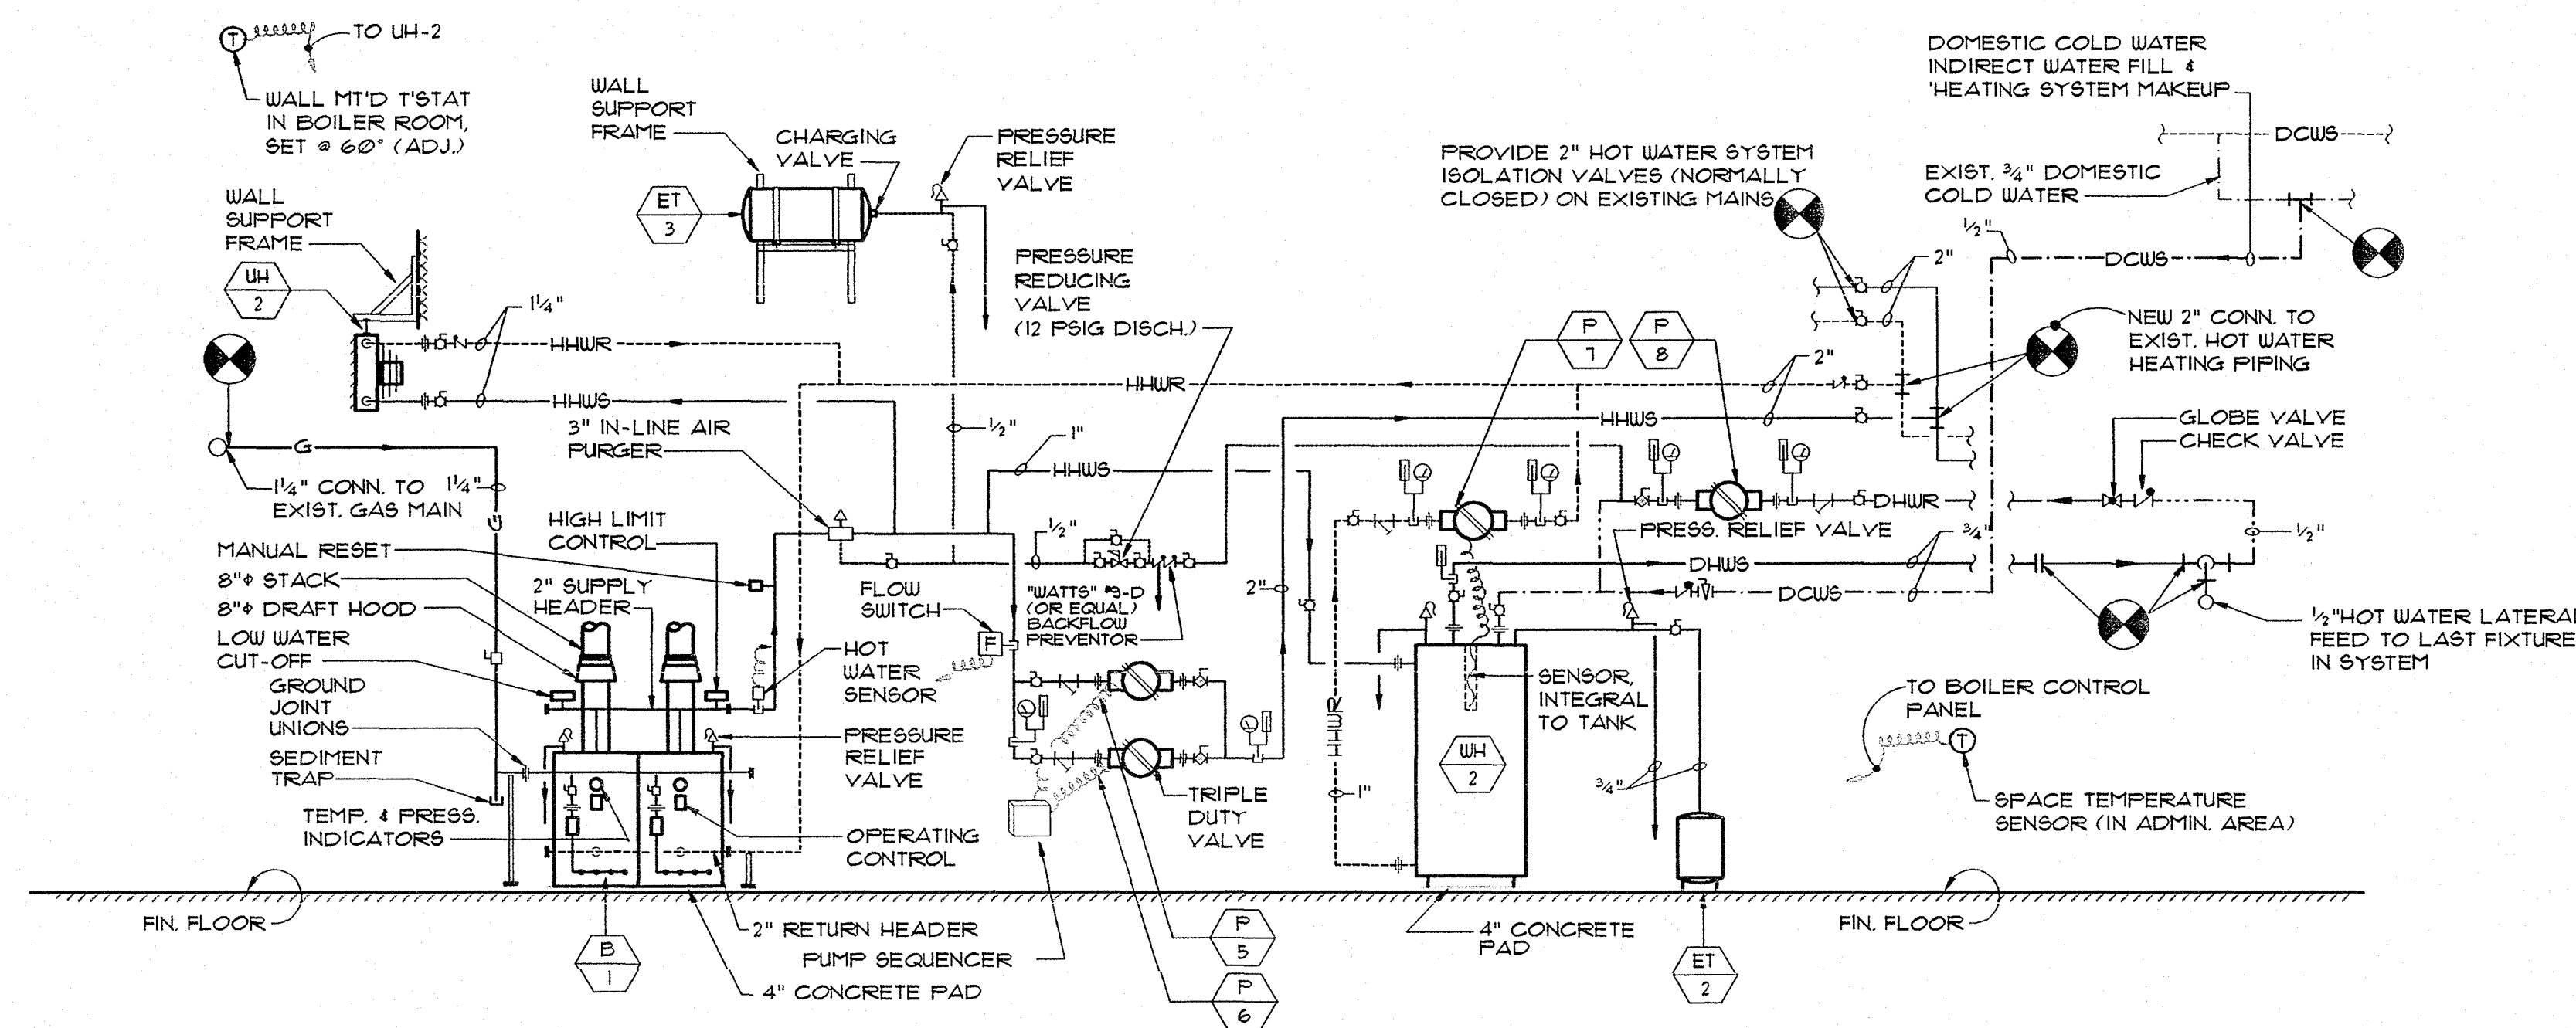 T
TO UH-2
WALL MT'D T'STAT
IN BOILER ROOM,
SET @ 60° (ADJ.)
WALL
SUPPORT
FRAME
UH
2
WALL
SUPPORT
FRAME
CHARGING
VALVE
ET
3
PRESSURE
RELIEF
VALVE
PRESSURE
REDUCING
VALVE
(12 PSIG DISCH.)
1¼"
HHWR
HHWS
G
1¼" CONN. TO
EXIST. GAS MAIN
1¼"
G
3" IN-LINE AIR
PURGER
1/2"
1"
HHWS
HIGH LIMIT
CONTROL
MANUAL RESET
8"ϕ STACK
8"ϕ DRAFT HOOD
LOW WATER
CUT-OFF
2" SUPPLY
HEADER
GROUND
JOINT
UNIONS
SEDIMENT
TRAP
TEMP. & PRESS.
INDICATORS
FLOW
SWITCH
F
HOT
WATER
SENSOR
PRESSURE
RELIEF
VALVE
OPERATING
CONTROL
1/2"
"WATTS" #9-D
(OR EQUAL)
BACKFLOW
PREVENTOR
TRIPLE
DUTY
VALVE
2"
FIN. FLOOR
B
1
2" RETURN HEADER
PUMP SEQUENCER
4" CONCRETE PAD
P
5
P
6
PROVIDE 2" HOT WATER SYSTEM
ISOLATION VALVES (NORMALLY
CLOSED) ON EXISTING MAINS
P
7
P
8
HHWR
2"
HHWS
2"
DOMESTIC COLD WATER
INDIRECT WATER FILL &
'HEATING SYSTEM MAKEUP
DCWS
EXIST. 3/4" DOMESTIC
COLD WATER
1/2"
DCWS
NEW 2" CONN. TO
EXIST. HOT WATER
HEATING PIPING
GLOBE VALVE
CHECK VALVE
DHWR
PRESS. RELIEF VALVE
3/4"
DHWS
DCWS
1/2"
1/2"HOT WATER LATERAL
FEED TO LAST FIXTURE
IN SYSTEM
HHWR
1"
SENSOR,
INTEGRAL
TO TANK
WH
2
3/4"
TO BOILER CONTROL
PANEL
T
SPACE TEMPERATURE
SENSOR (IN ADMIN. AREA)
4" CONCRETE
PAD
FIN. FLOOR
ET
2